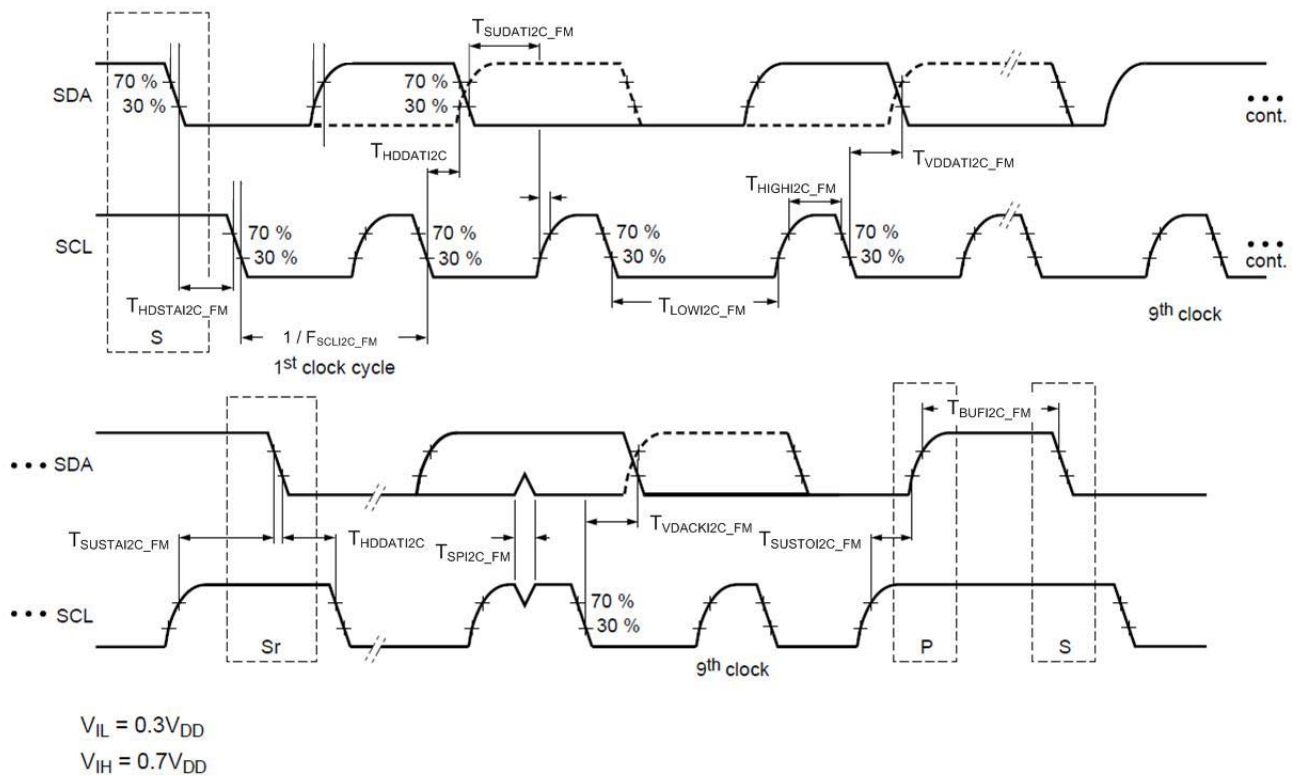 T_SUDATI2C_FM
70 %
30 %
SDA
70 %
30 %
cont.
T_HDDATI2C
T_VDDATI2C_FM
T_HIGHI2C_FM
SCL
70 %
30 %
70 %
30 %
70 %
30 %
70 %
30 %
cont.
T_HDSTAI2C_FM
T_LOWI2C_FM
9th clock
S
1 / F_SCLI2C_FM
1st clock cycle
T_BUFI2C_FM
SDA
T_SUSTAI2C_FM
T_HDDATI2C
T_SPI2C_FM
T_VDACKI2C_FM
T_SUSTOI2C_FM
SCL
70 %
30 %
Sr
9th clock
P
S
V_IL = 0.3V_DD
V_IH = 0.7V_DD